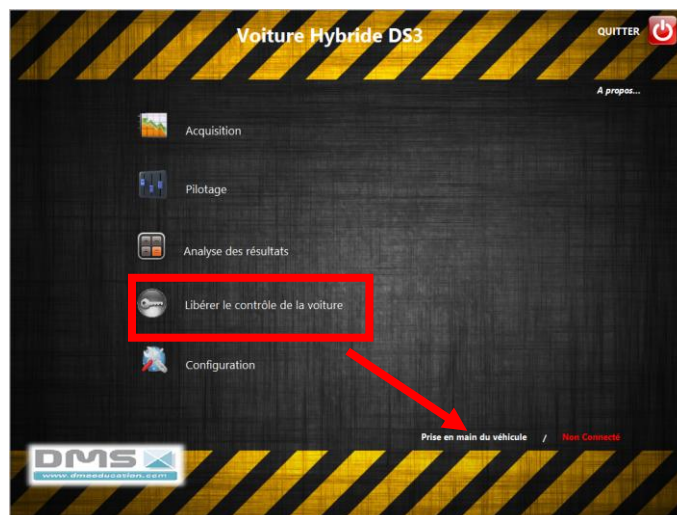 Voiture Hybride DS3
QUITTER
A propos...
Acquisition
Pilotage
Analyse des résultats
Libérer le contrôle de la voiture
Configuration
Prise en main du véhicule / Non Connecté
DMS
www.dmseducation.com